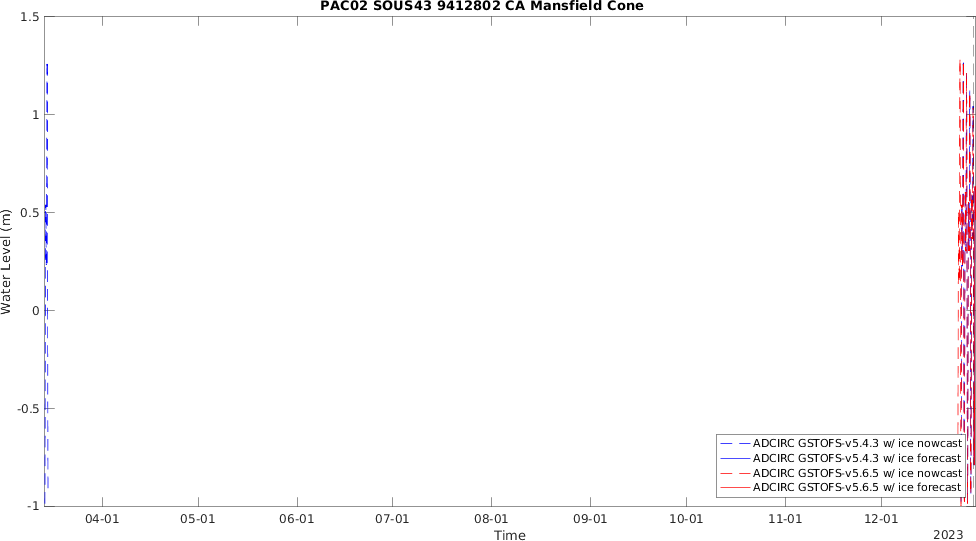 PAC02 SOUS43 9412802 CA Mansfield Cone
1.5
1
0.5
0
-0.5
-1
Water Level (m)
04-01 05-01 06-01 07-01 08-01 09-01 10-01 11-01 12-01
Time
2023
ADCIRC GSTOFS-v5.4.3 w/ ice nowcast
ADCIRC GSTOFS-v5.4.3 w/ ice forecast
ADCIRC GSTOFS-v5.6.5 w/ ice nowcast
ADCIRC GSTOFS-v5.6.5 w/ ice forecast